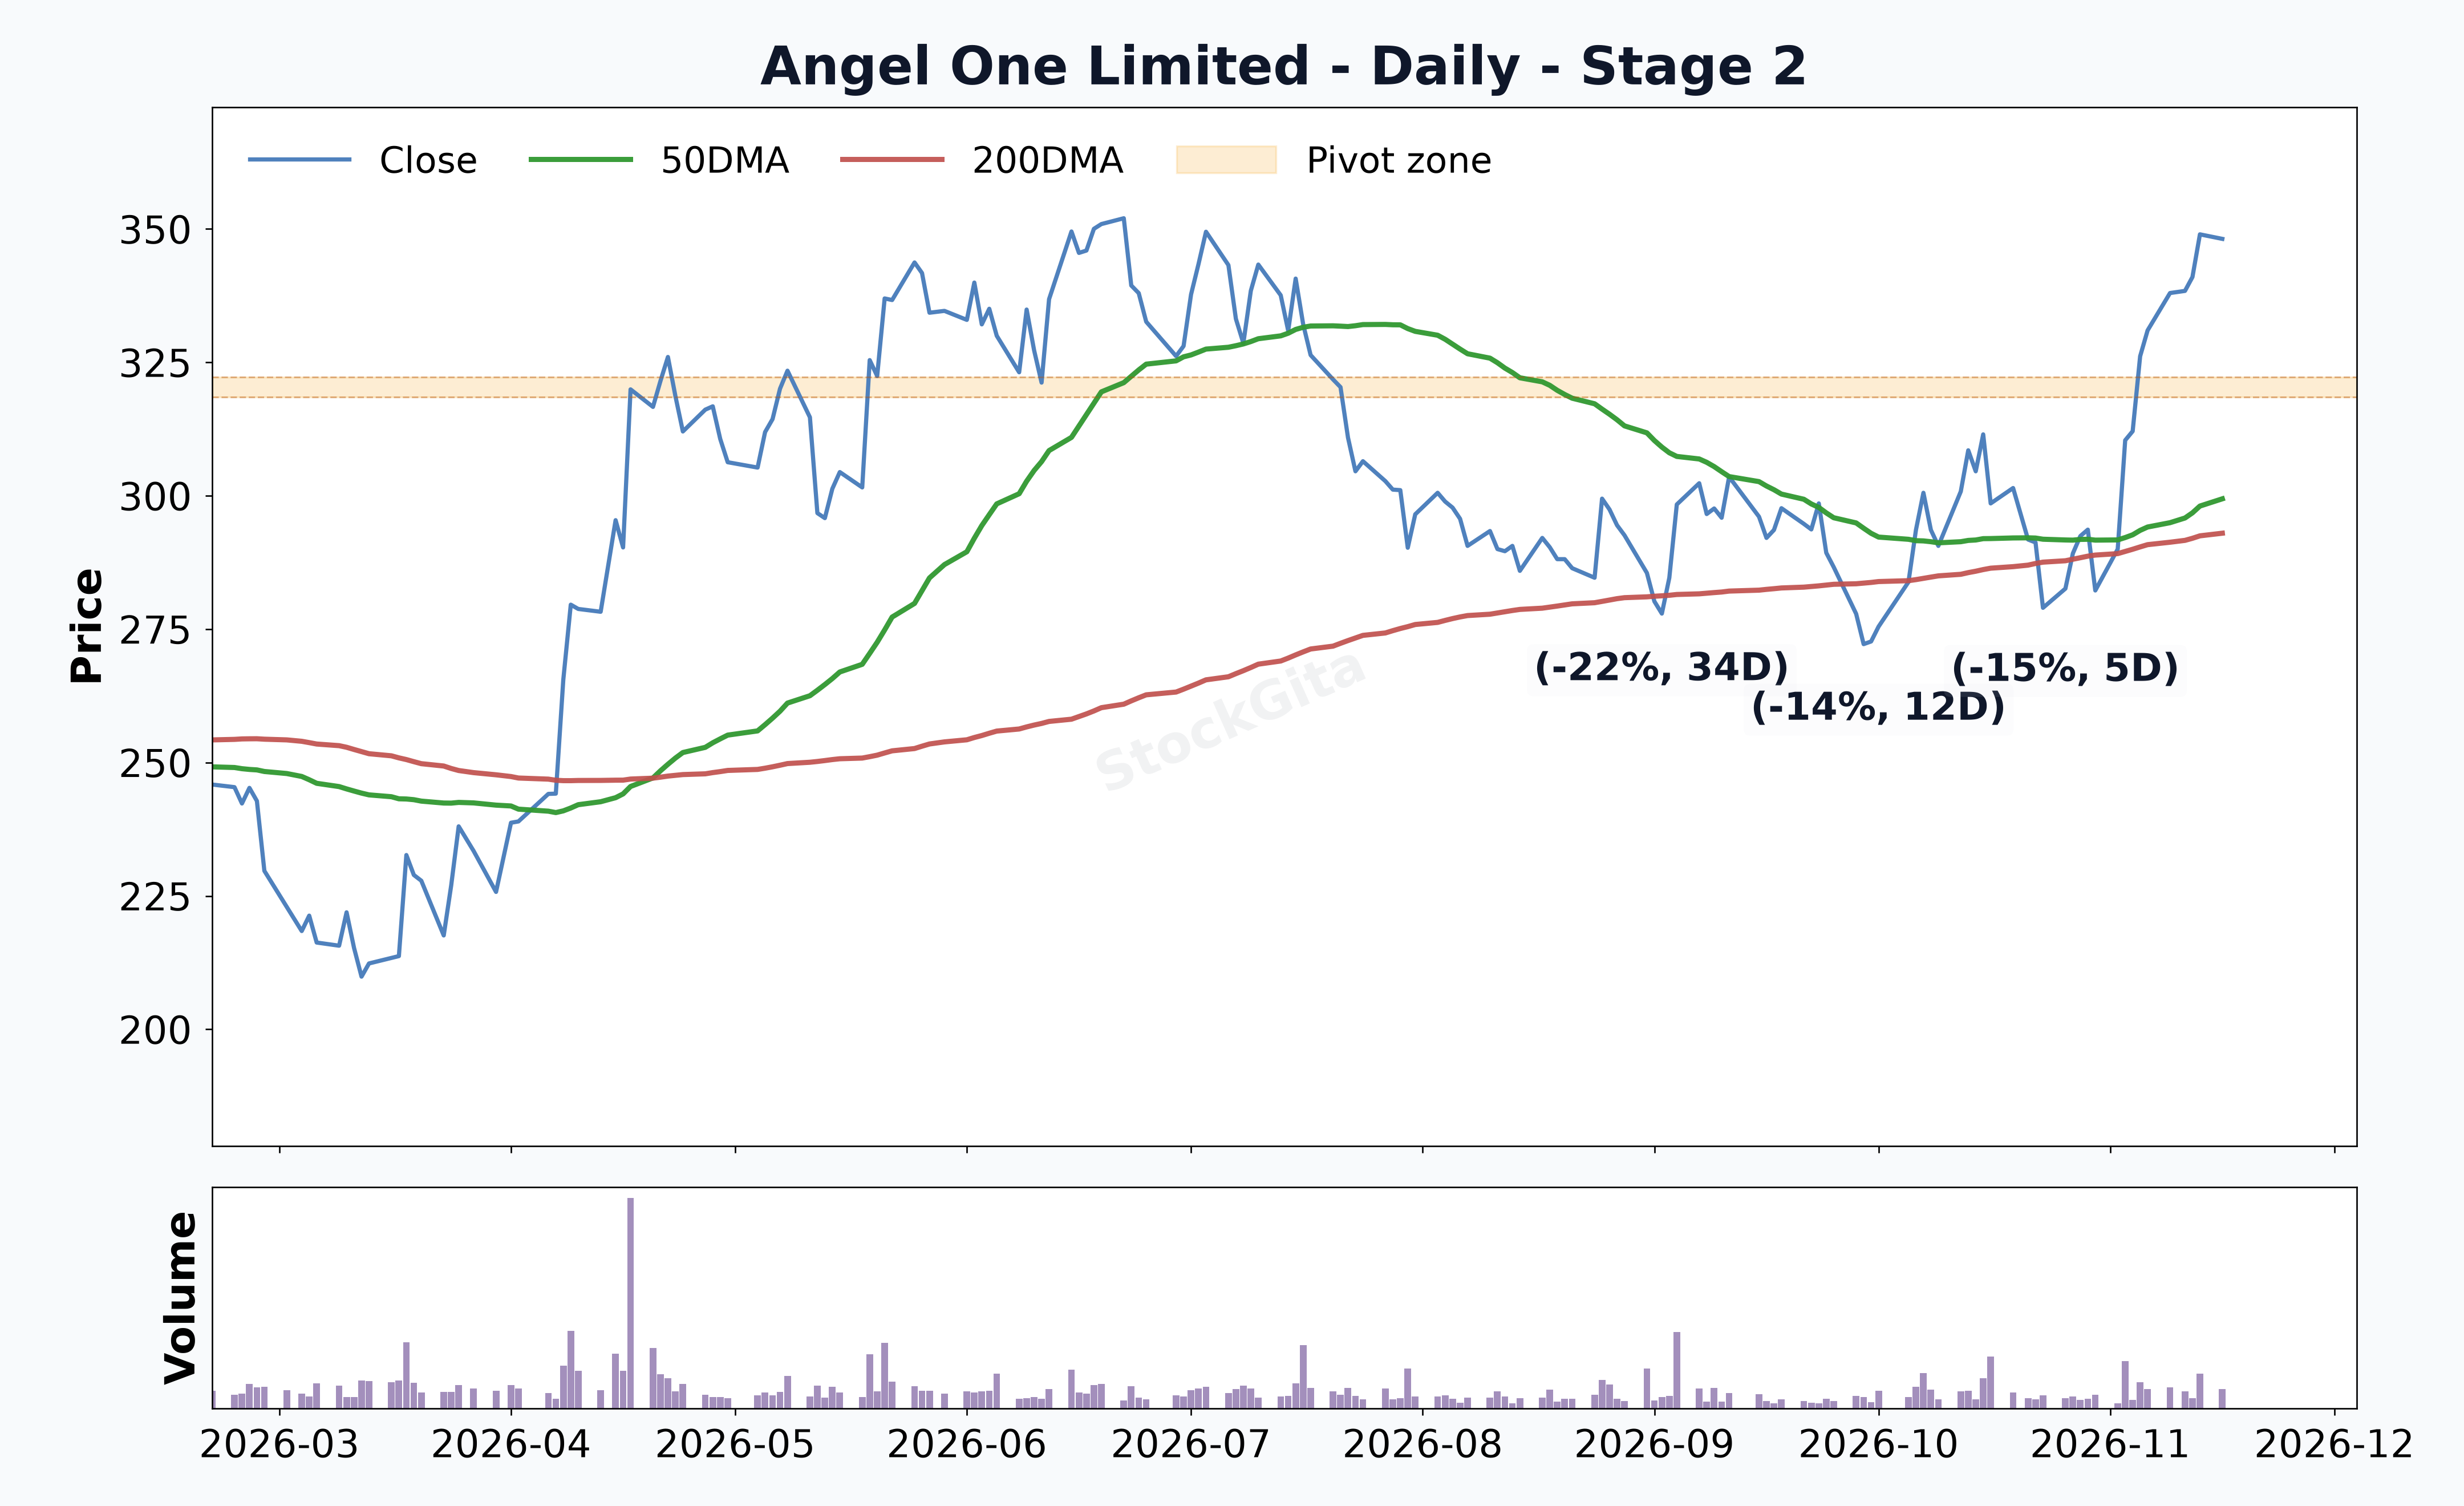 Angel One Limited - Daily - Stage 2
Close 50DMA 200DMA Pivot zone
350
325
300
275
250
225
200
Price
(-22%, 34D)
(-15%, 5D)
(-14%, 12D)
StockGita
Volume
2026-03 2026-04 2026-05 2026-06 2026-07 2026-08 2026-09 2026-10 2026-11 2026-12